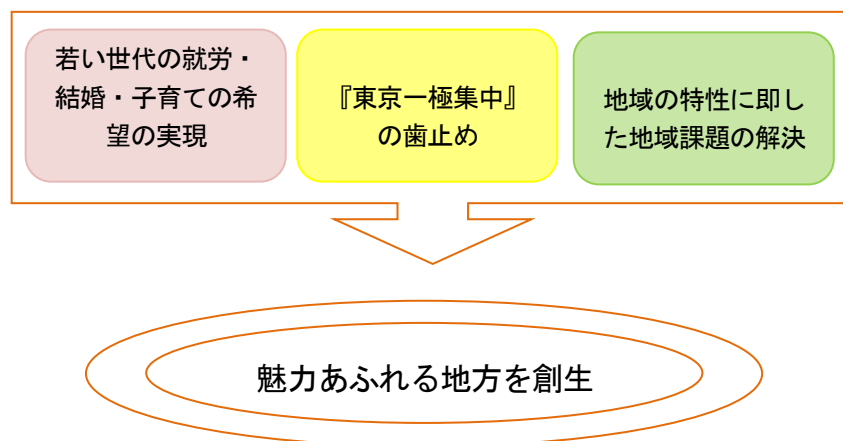 若い世代の就労・
結婚・子育ての希
望の実現
『東京一極集中』
の歯止め
地域の特性に即し
た地域課題の解決
魅力あふれる地方を創生